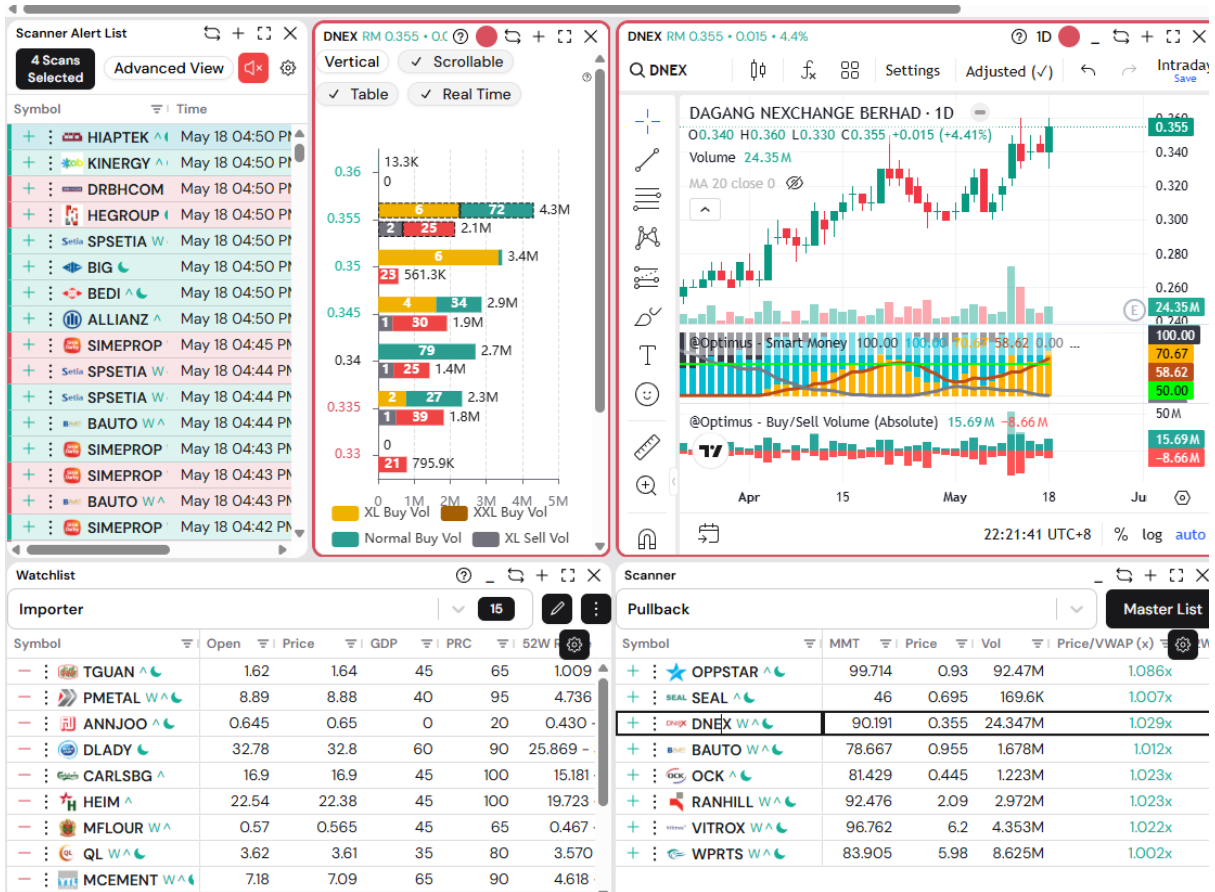 Scanner Alert List
4 Scans Selected
Advanced View
Symbol Time
HIAPTEK ^ May 18 04:50 PM
KINERGY ^ May 18 04:50 PM
DRBHCOM May 18 04:50 PM
HEGROUP May 18 04:50 PM
SPSETIA W May 18 04:50 PM
BIG May 18 04:50 PM
BEDI ^ May 18 04:50 PM
ALLIANZ ^ May 18 04:50 PM
SIMEPROP May 18 04:45 PM
SPSETIA W May 18 04:44 PM
SPSETIA W May 18 04:44 PM
BAUTO W ^ May 18 04:44 PM
SIMEPROP May 18 04:43 PM
SIMEPROP May 18 04:43 PM
BAUTO W ^ May 18 04:43 PM
SIMEPROP May 18 04:42 PM
DNEX RM 0.355 • 0.0
Vertical ✓ Scrollable
✓ Table ✓ Real Time
0.36 13.3K
0
0.355 6 72 4.3M
2 25 2.1M
0.35 6 3.4M
23 561.3K
0.345 4 34 2.9M
1 30 1.9M
0.34 79 2.7M
1 25 1.4M
0.335 2 27 2.3M
1 39 1.8M
0.33 0
21 795.9K
0 1M 2M 3M 4M 5M
XL Buy Vol XXL Buy Vol
Normal Buy Vol XL Sell Vol
DNEX RM 0.355 • 0.015 • 4.4% 1D
DNEX Settings Adjusted (✓) Intraday
Save
DAGANG NEXCHANGE BERHAD · 1D
O0.340 H0.360 L0.330 C0.355 +0.015 (+4.41%)
Volume 24.35M
MA 20 close 0
0.360
0.355
0.340
0.320
0.300
0.280
0.260
24.35M
0.240
E
@Optimus - Smart Money 100.00 100.00 70.67 58.62 0.00 ...
100.00
70.67
58.62
50.00
@Optimus - Buy/Sell Volume (Absolute) 15.69M −8.66M
50M
15.69M
−8.66M
Apr 15 May 18 Ju
22:21:41 UTC+8 % log auto
Watchlist
Importer 15
Symbol Open Price GDP PRC 52W R
TGUAN ^ 1.62 1.64 45 65 1.009
PMETAL W ^ 8.89 8.88 40 95 4.736
ANNJOO ^ 0.645 0.65 0 20 0.430 -
DLADY 32.78 32.8 60 90 25.869 -
CARLSBG ^ 16.9 16.9 45 100 15.181
HEIM ^ 22.54 22.38 45 100 19.723
MFLOUR W ^ 0.57 0.565 45 65 0.467
QL W ^ 3.62 3.61 35 80 3.570
MCEMENT W ^ 7.18 7.09 65 90 4.618
Scanner
Pullback Master List
Symbol MMT Price Vol Price/VWAP (x)
OPPSTAR ^ 99.714 0.93 92.47M 1.086x
SEAL SEAL ^ 46 0.695 169.6K 1.007x
DNEX DNEX W ^ 90.191 0.355 24.347M 1.029x
BAUTO W ^ 78.667 0.955 1.678M 1.012x
OCK OCK ^ 81.429 0.445 1.223M 1.023x
RANHILL W ^ 92.476 2.09 2.972M 1.023x
VITROX W ^ 96.762 6.2 4.353M 1.022x
WPRTS W ^ 83.905 5.98 8.625M 1.002x